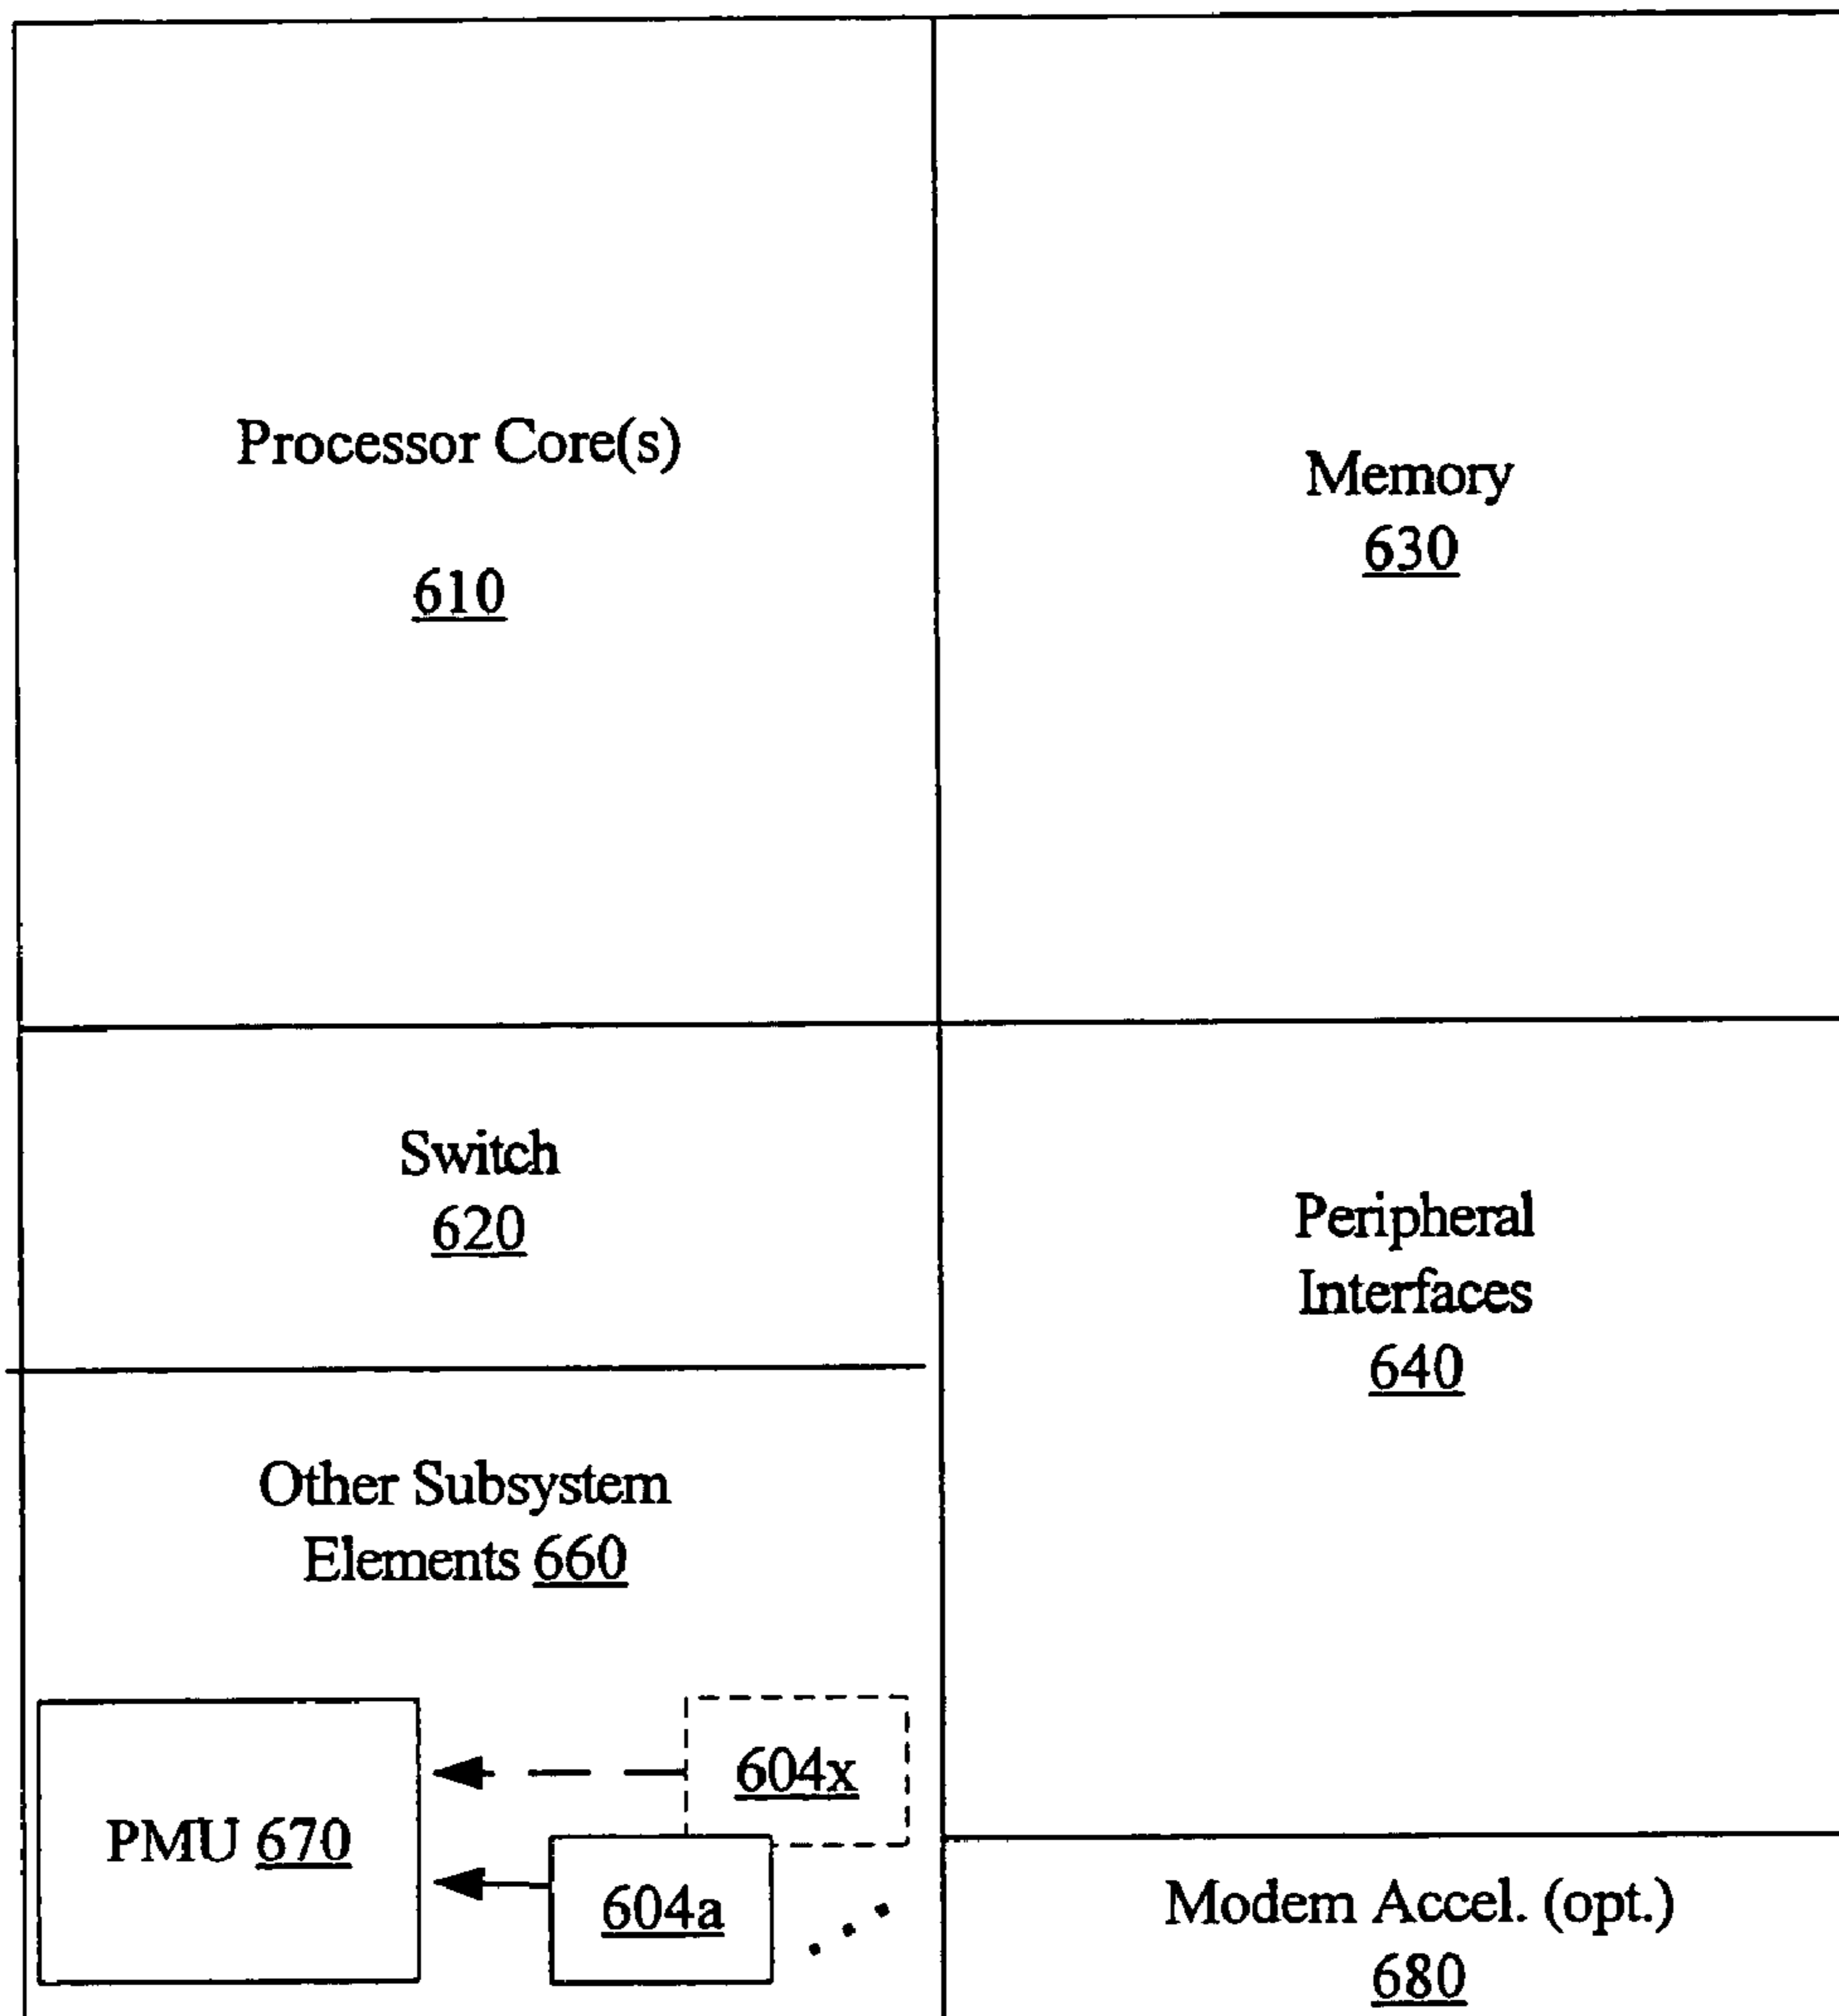 Processor Core(s)
610
Memory
630
Switch
620
Peripheral
Interfaces
640
Other Subsystem
Elements 660
604x
PMU 670
604a
Modem Accel. (opt.)
680